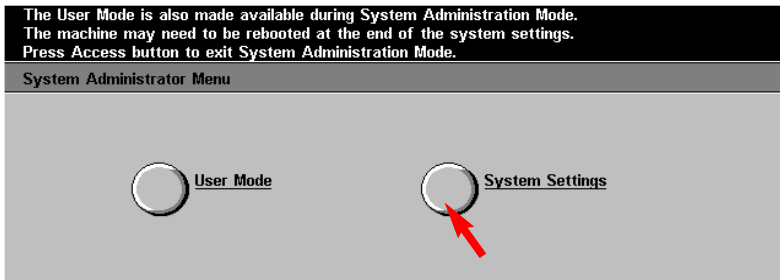 The User Mode is also made available during System Administration Mode.
The machine may need to be rebooted at the end of the system settings.
Press Access button to exit System Administration Mode.
System Administrator Menu
User Mode
System Settings